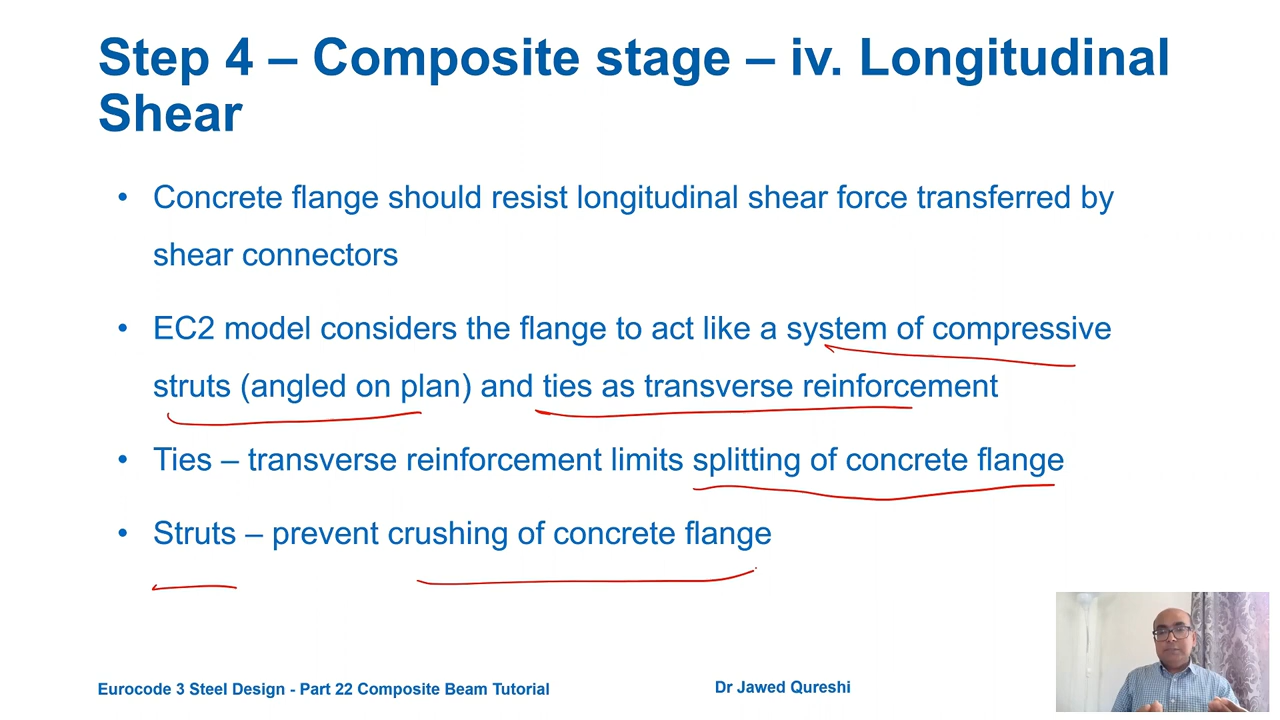 Step 4 – Composite stage – iv. Longitudinal
Shear
• Concrete flange should resist longitudinal shear force transferred by
shear connectors
• EC2 model considers the flange to act like a system of compressive
struts (angled on plan) and ties as transverse reinforcement
• Ties – transverse reinforcement limits splitting of concrete flange
• Struts – prevent crushing of concrete flange
Eurocode 3 Steel Design - Part 22 Composite Beam Tutorial
Dr Jawed Qureshi